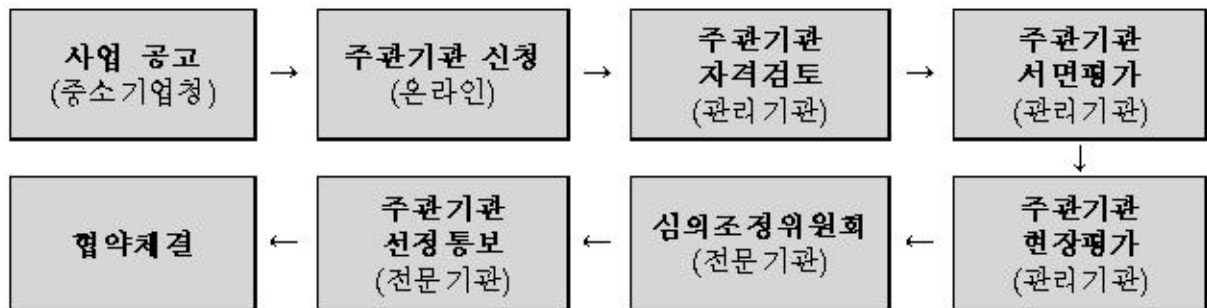 사업 공고
(중소기업청)
→
주관기관 신청
(온라인)
→
주관기관
자격검토
(관리기관)
→
주관기관
서면평가
(관리기관)
↓
주관기관
현장평가
(관리기관)
←
심의조정위원회
(전문기관)
←
주관기관
선정통보
(전문기관)
←
협약체결